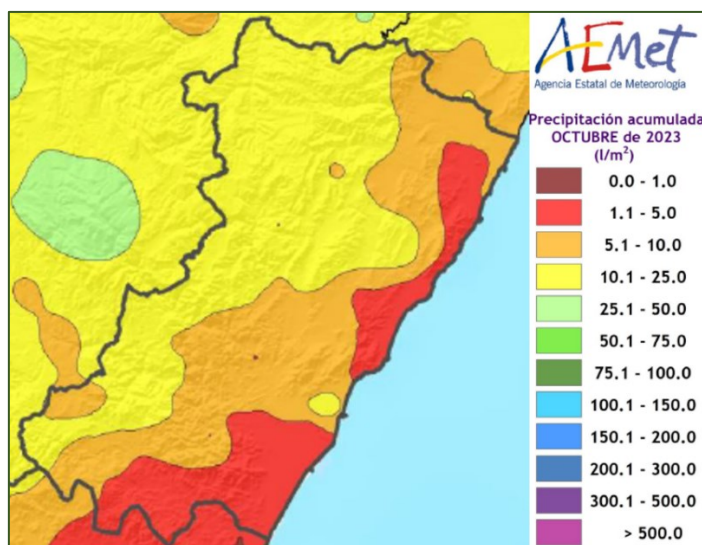 AEmet
Agencia Estatal de Meteorología
Precipitación acumulada
OCTUBRE de 2023
(l/m²)
0.0 - 1.0
1.1 - 5.0
5.1 - 10.0
10.1 - 25.0
25.1 - 50.0
50.1 - 75.0
75.1 - 100.0
100.1 - 150.0
150.1 - 200.0
200.1 - 300.0
300.1 - 500.0
> 500.0